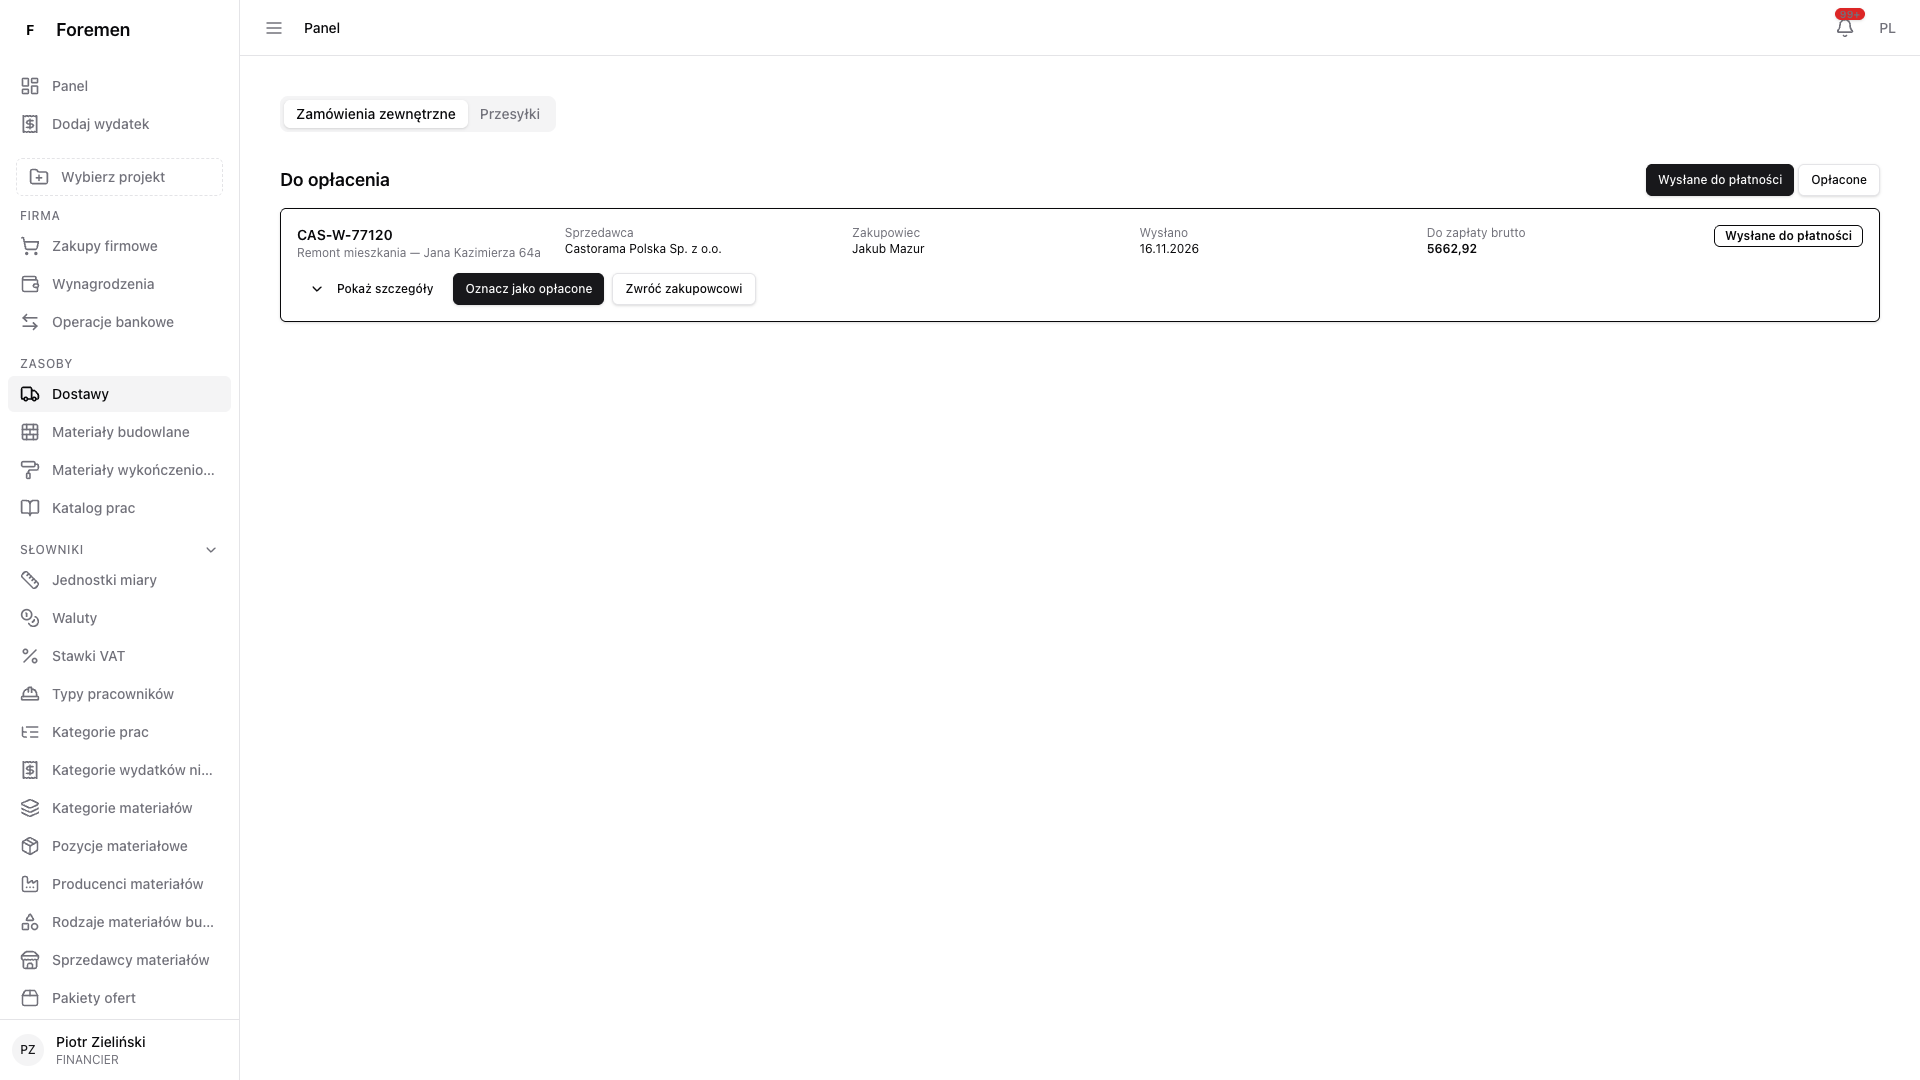 F Foremen
Panel
PL
Panel
Dodaj wydatek
Wybierz projekt
FIRMA
Zakupy firmowe
Wynagrodzenia
Operacje bankowe
ZASOBY
Dostawy
Materiały budowlane
Materiały wykończenio...
Katalog prac
SŁOWNIKI
Jednostki miary
Waluty
Stawki VAT
Typy pracowników
Kategorie prac
Kategorie wydatków ni...
Kategorie materiałów
Pozycje materiałowe
Producenci materiałów
Rodzaje materiałów bu...
Sprzedawcy materiałów
Pakiety ofert
PZ
Piotr Zieliński
FINANCIER
Zamówienia zewnętrzne Przesyłki
Do opłacenia
Wysłane do płatności Opłacone
CAS-W-77120
Remont mieszkania — Jana Kazimierza 64a
Sprzedawca
Castorama Polska Sp. z o.o.
Zakupowiec
Jakub Mazur
Wysłano
16.11.2026
Do zapłaty brutto
5662,92
Wysłane do płatności
Pokaż szczegóły Oznacz jako opłacone Zwróć zakupowcowi